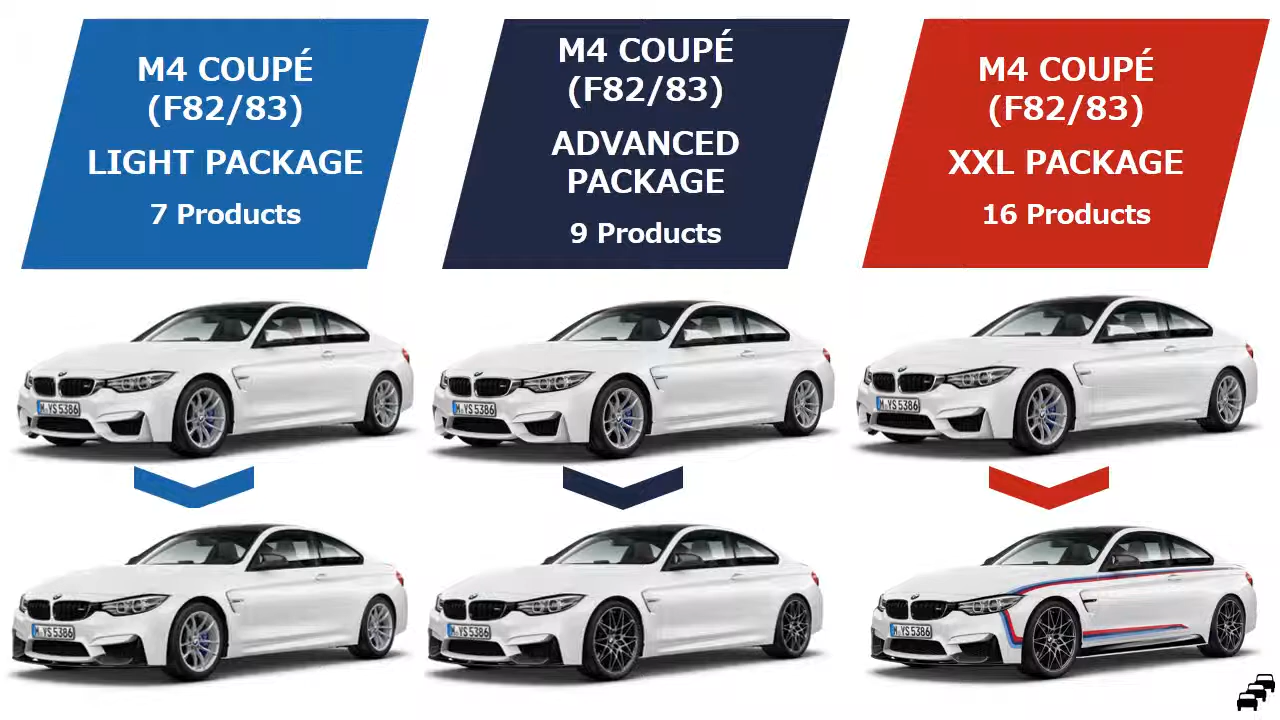 M4 COUPÉ
(F82/83)
LIGHT PACKAGE
7 Products
M4 COUPÉ
(F82/83)
ADVANCED
PACKAGE
9 Products
M4 COUPÉ
(F82/83)
XXL PACKAGE
16 Products
M YS 5386
M YS 5386
M YS 5386
M YS 5386
M YS 5386
M YS 5386